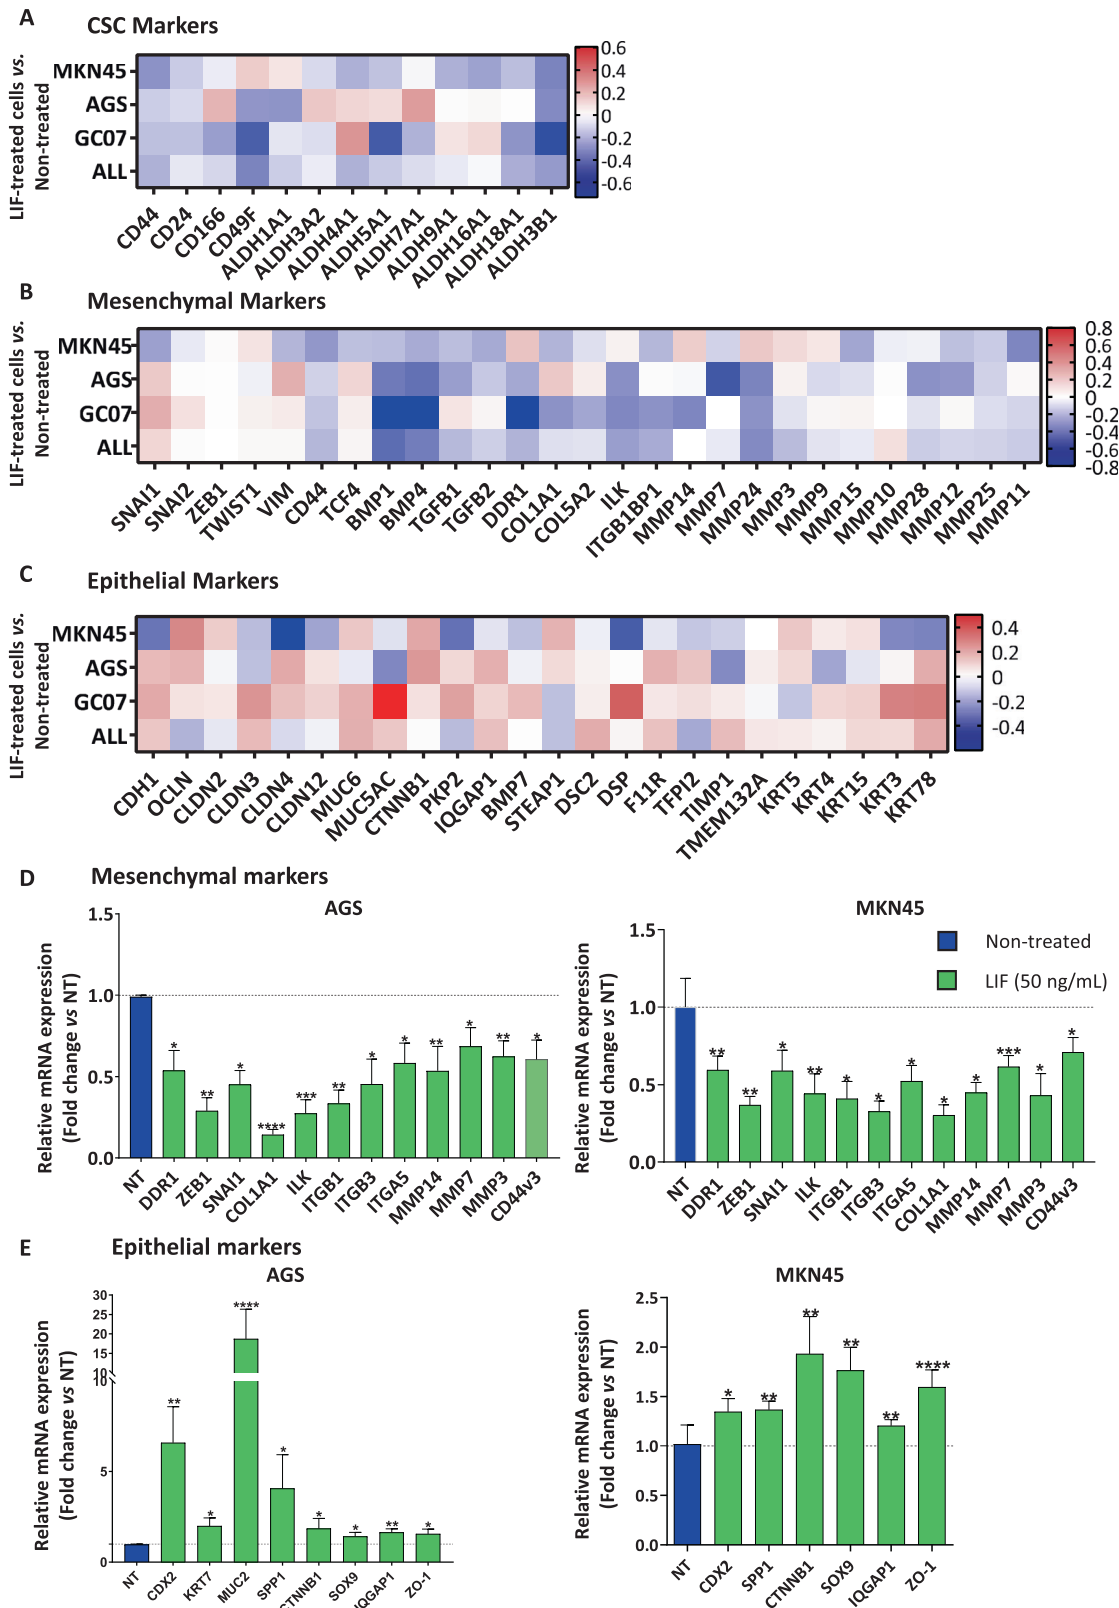 A
CSC Markers
LIF-treated cells vs.
Non-treated
MKN45
AGS
GC07
ALL
0.6
0.4
0.2
0
-0.2
-0.4
-0.6
CD44
CD24
CD166
CD49F
ALDH1A1
ALDH3A2
ALDH4A1
ALDH5A1
ALDH7A1
ALDH9A1
ALDH16A1
ALDH18A1
ALDH3B1
B
Mesenchymal Markers
LIF-treated cells vs.
Non-treated
MKN45
AGS
GC07
ALL
0.8
0.6
0.4
0.2
0
-0.2
-0.4
-0.6
-0.8
SNAI1
SNAI2
ZEB1
TWIST1
VIM
CD44
TCF4
BMP1
BMP4
TGFB1
TGFB2
DDR1
COL1A1
COL5A2
ILK
ITGB1BP1
MMP14
MMP7
MMP24
MMP3
MMP9
MMP15
MMP10
MMP28
MMP12
MMP25
MMP11
C
Epithelial Markers
LIF-treated cells vs.
Non-treated
MKN45
AGS
GC07
ALL
0.4
0.2
0
-0.2
-0.4
CDH1
OCLN
CLDN2
CLDN3
CLDN4
CLDN12
MUC6
MUC5AC
CTNNB1
PKP2
IQGAP1
BMP7
STEAP1
DSC2
DSP
F11R
TFPI2
TIMP1
TMEM132A
KRT5
KRT4
KRT15
KRT3
KRT78
D
Mesenchymal markers
AGS
Relative mRNA expression
(Fold change vs NT)
1.5
1.0
0.5
0.0
*
**
*
****
***
**
*
*
**
*
**
*
NT
DDR1
ZEB1
SNAI1
COL1A1
ILK
ITGB1
ITGB3
ITGA5
MMP14
MMP7
MMP3
CD44v3
MKN45
Non-treated
LIF (50 ng/mL)
Relative mRNA expression
(Fold change vs NT)
1.5
1.0
0.5
0.0
**
**
*
**
*
*
*
*
*
***
*
*
NT
DDR1
ZEB1
SNAI1
ILK
ITGB1
ITGB3
ITGA5
COL1A1
MMP14
MMP7
MMP3
CD44v3
E
Epithelial markers
AGS
Relative mRNA expression
(Fold change vs NT)
30
25
20
15
10
10
5
0
**
*
****
*
*
*
**
*
NT
CDX2
KRT7
MUC2
SPP1
CTNNB1
SOX9
IQGAP1
ZO-1
MKN45
Relative mRNA expression
(Fold change vs NT)
2.5
2.0
1.5
1.0
0.5
0.0
*
**
**
**
**
****
NT
CDX2
SPP1
CTNNB1
SOX9
IQGAP1
ZO-1